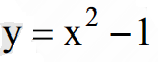 y = x² − 1